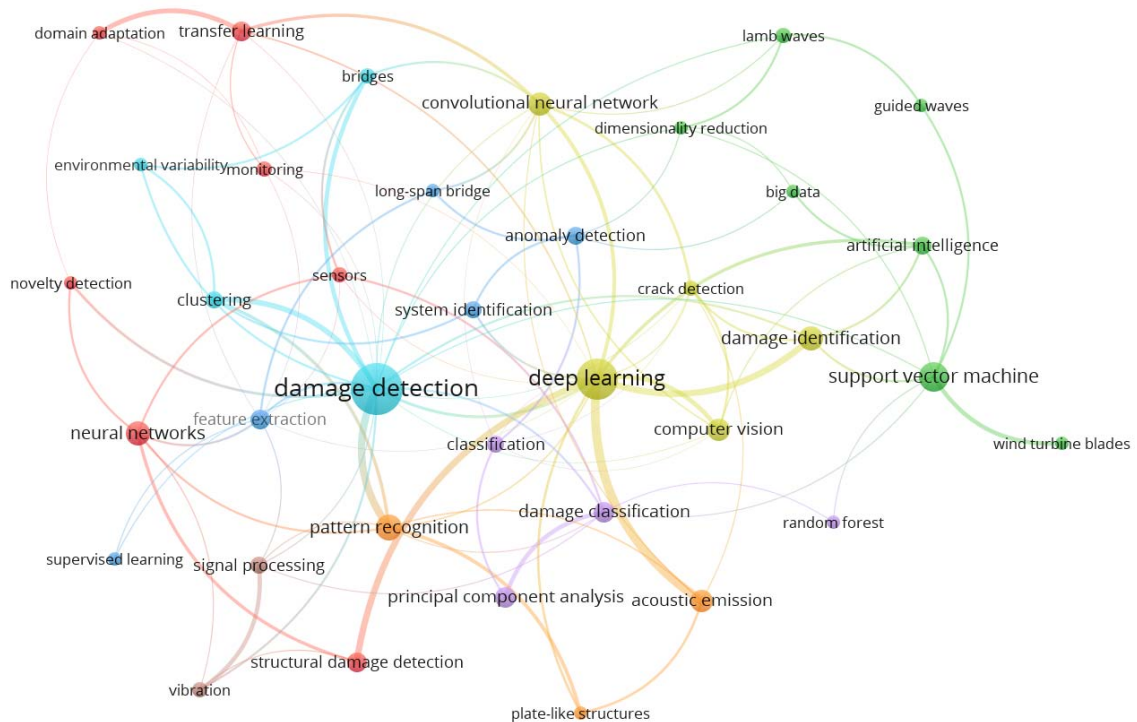 domain adaptation
transfer learning
lamb waves
bridges
convolutional neural network
guided waves
dimensionality reduction
environmental variability
monitoring
long-span bridge
big data
anomaly detection
artificial intelligence
novelty detection
sensors
crack detection
clustering
system identification
damage identification
damage detection
deep learning
support vector machine
feature extraction
neural networks
classification
computer vision
wind turbine blades
pattern recognition
damage classification
random forest
supervised learning
signal processing
principal component analysis
acoustic emission
structural damage detection
vibration
plate-like structures